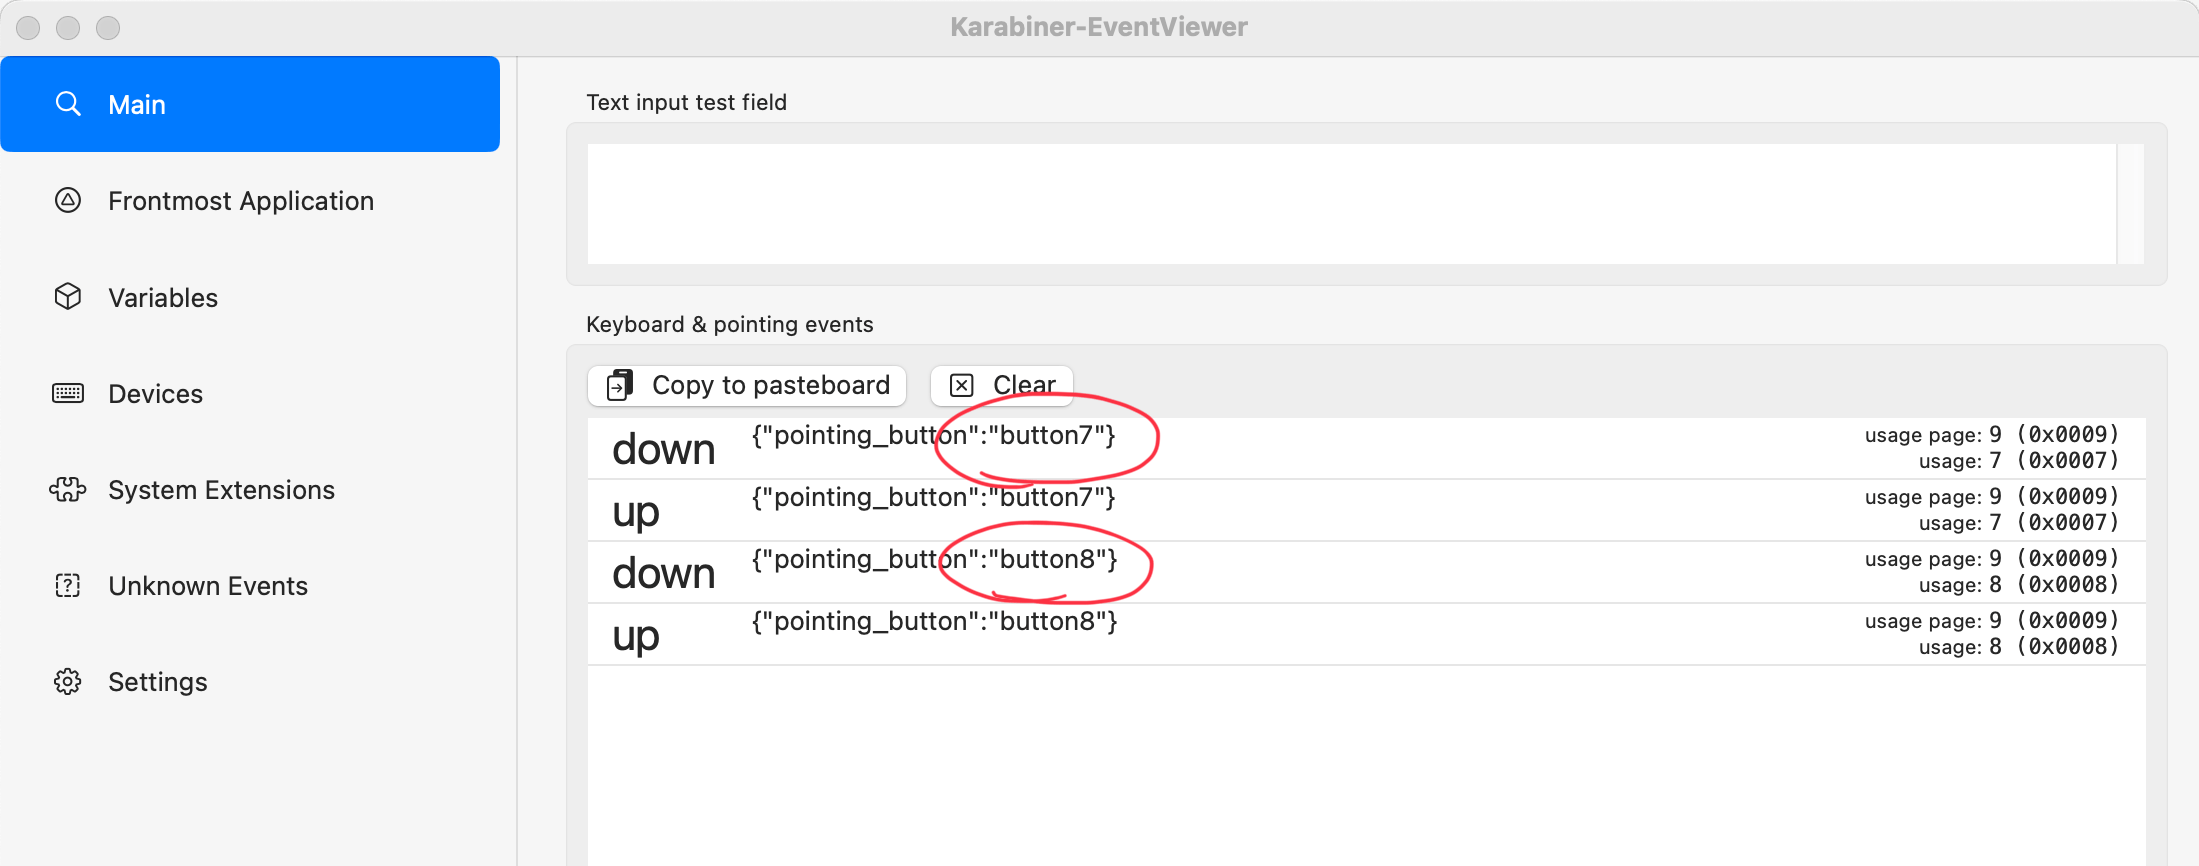 Karabiner-EventViewer
Main
Frontmost Application
Variables
Devices
System Extensions
Unknown Events
Settings
Text input test field
Keyboard & pointing events
Copy to pasteboard
Clear
down {"pointing_button":"button7"} usage page: 9 (0x0009)
usage: 7 (0x0007)
up {"pointing_button":"button7"} usage page: 9 (0x0009)
usage: 7 (0x0007)
down {"pointing_button":"button8"} usage page: 9 (0x0009)
usage: 8 (0x0008)
up {"pointing_button":"button8"} usage page: 9 (0x0009)
usage: 8 (0x0008)